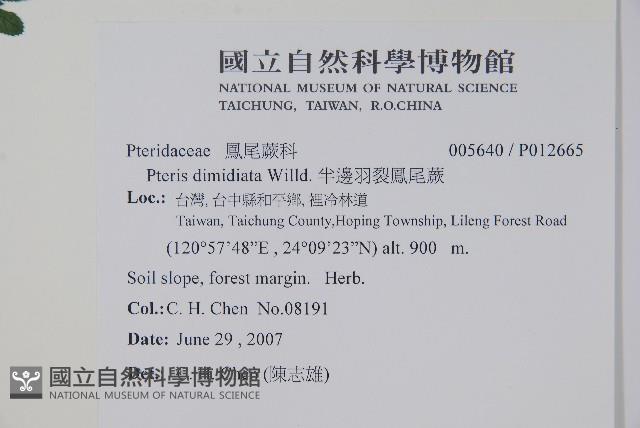 國立自然科學博物館
NATIONAL MUSEUM OF NATURAL SCIENCE
TAICHUNG, TAIWAN, R.O.CHINA
Pteridaceae 鳳尾蕨科 005640 / P012665
Pteris dimidiata Willd. 半邊羽裂鳳尾蕨
Loc.: 台灣, 台中縣和平鄉, 裡冷林道
Taiwan, Taichung County,Hoping Township, Lileng Forest Road
(120°57'48"E , 24°09'23"N) alt. 900 m.
Soil slope, forest margin. Herb.
Col.: C. H. Chen No.08191
Date: June 29 , 2007
(陳志雄)
國立自然科學博物館
NATIONAL MUSEUM OF NATURAL SCIENCE